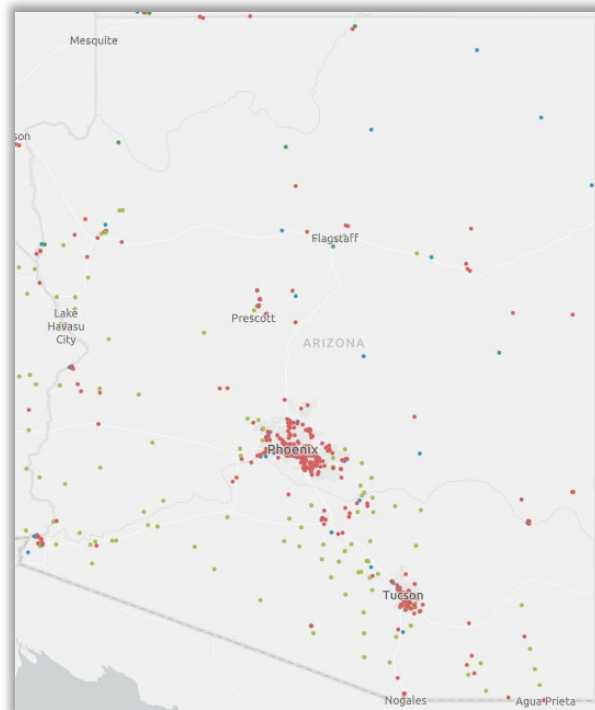 Mesquite
son
Flagstaff
Lake
Havasu
City
Prescott
ARIZONA
Phoenix
Tucson
Nogales
Agua Prieta